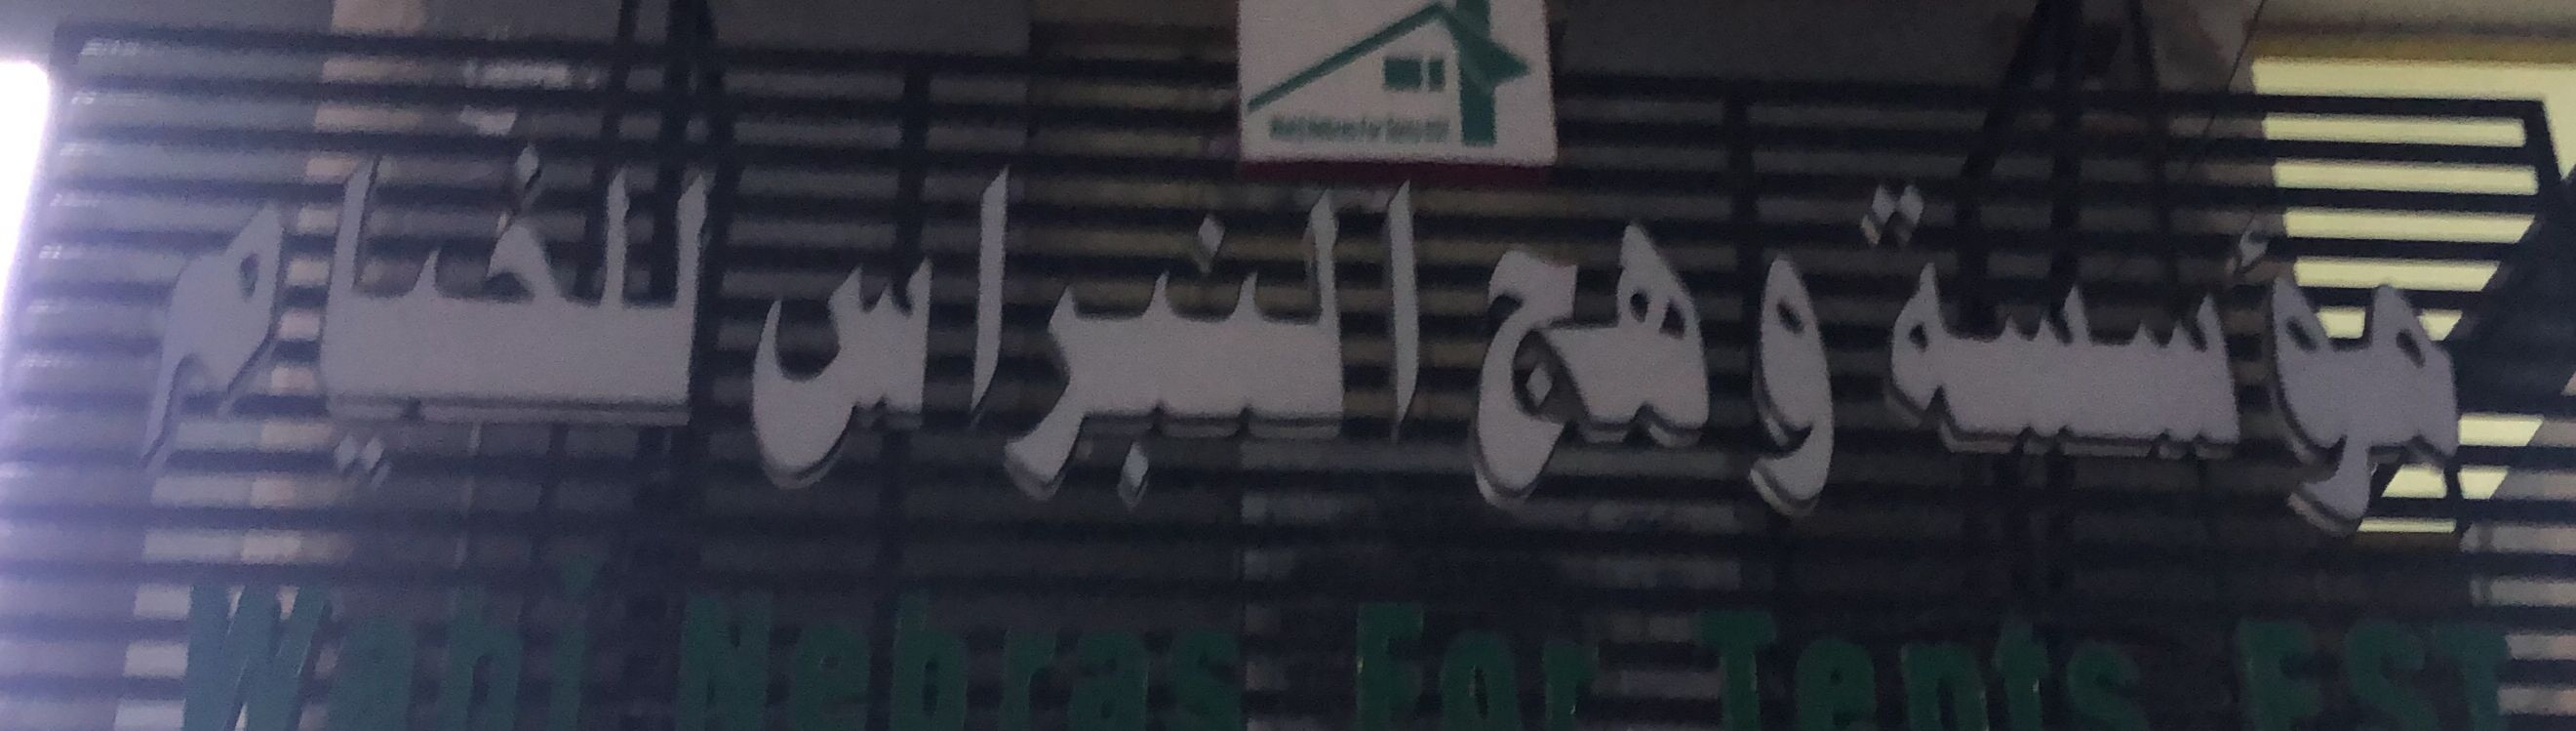 مؤسسة وهج النبراس للخيام
Wahj Nebras For Tents EST